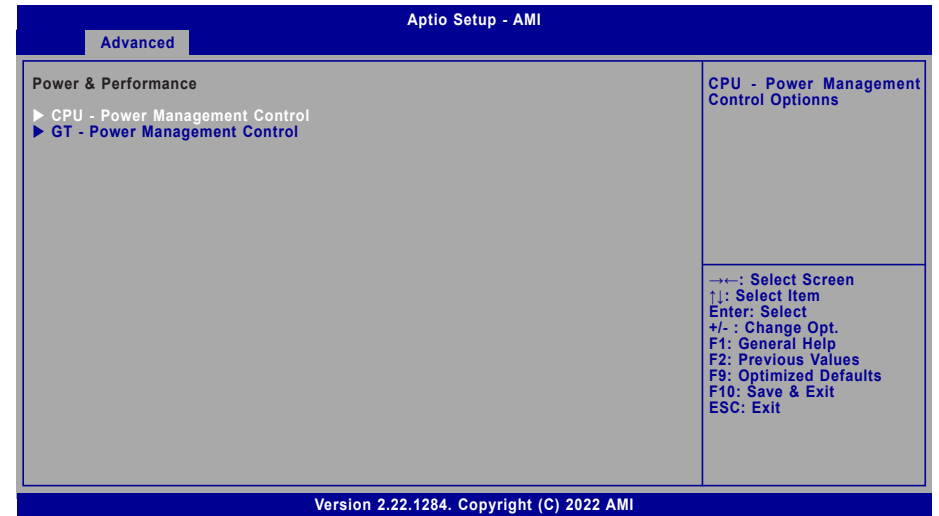 Aptio Setup - AMI
Advanced
Power & Performance
▶ CPU - Power Management Control
▶ GT - Power Management Control
CPU - Power Management
Control Optionns
→←: Select Screen
↑↓: Select Item
Enter: Select
+/- : Change Opt.
F1: General Help
F2: Previous Values
F9: Optimized Defaults
F10: Save & Exit
ESC: Exit
Version 2.22.1284. Copyright (C) 2022 AMI